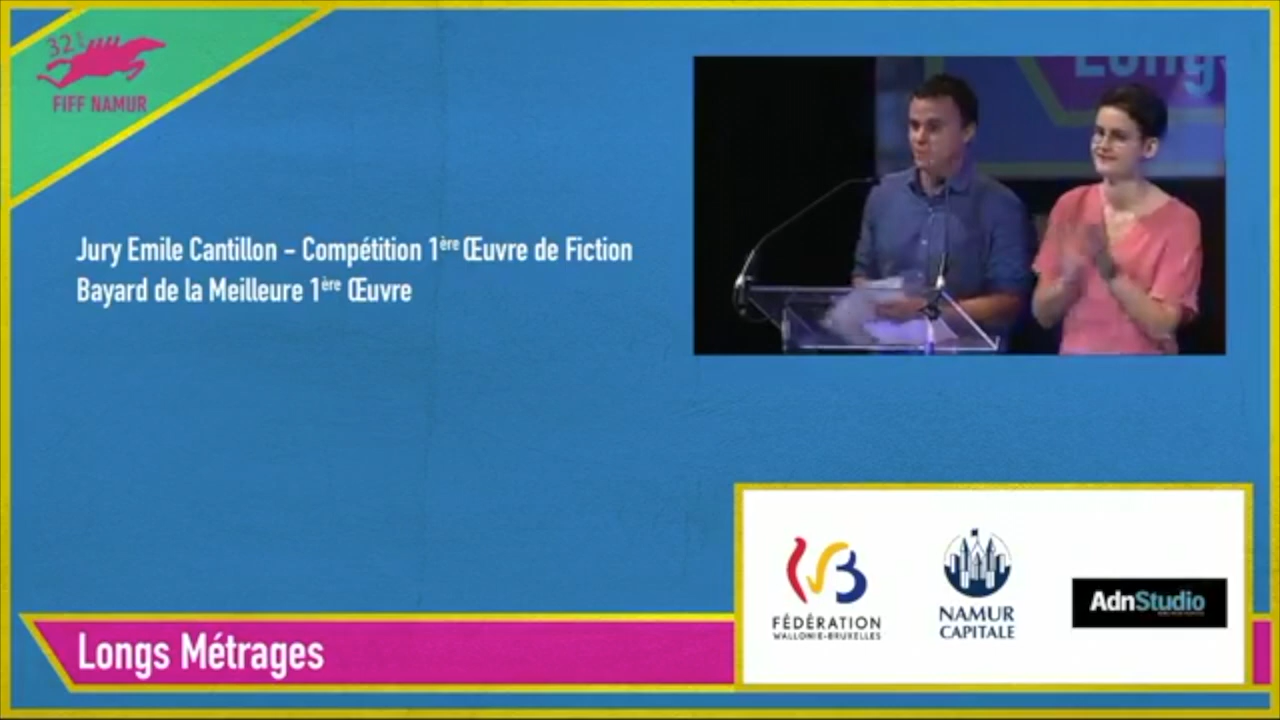 32
FIFF NAMUR
Long
Jury Emile Cantillon – Compétition 1ère Œuvre de Fiction
Bayard de la Meilleure 1ère Œuvre
FÉDÉRATION
WALLONIE-BRUXELLES
NAMUR
CAPITALE
AdnStudio
Longs Métrages